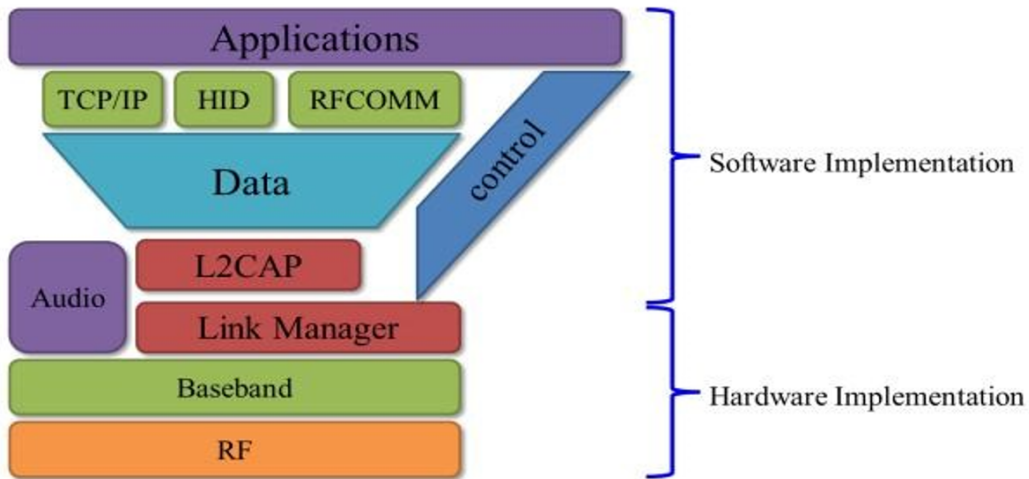 Applications
TCP/IP HID RFCOMM
control
Data
Software Implementation
L2CAP
Audio
Link Manager
Baseband
Hardware Implementation
RF